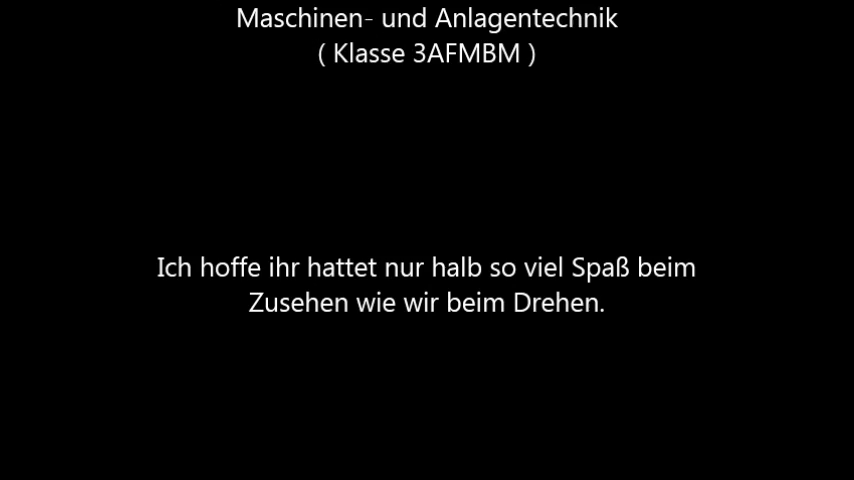 Maschinen- und Anlagentechnik
( Klasse 3AFMBM )
Ich hoffe ihr hattet nur halb so viel Spaß beim
Zusehen wie wir beim Drehen.